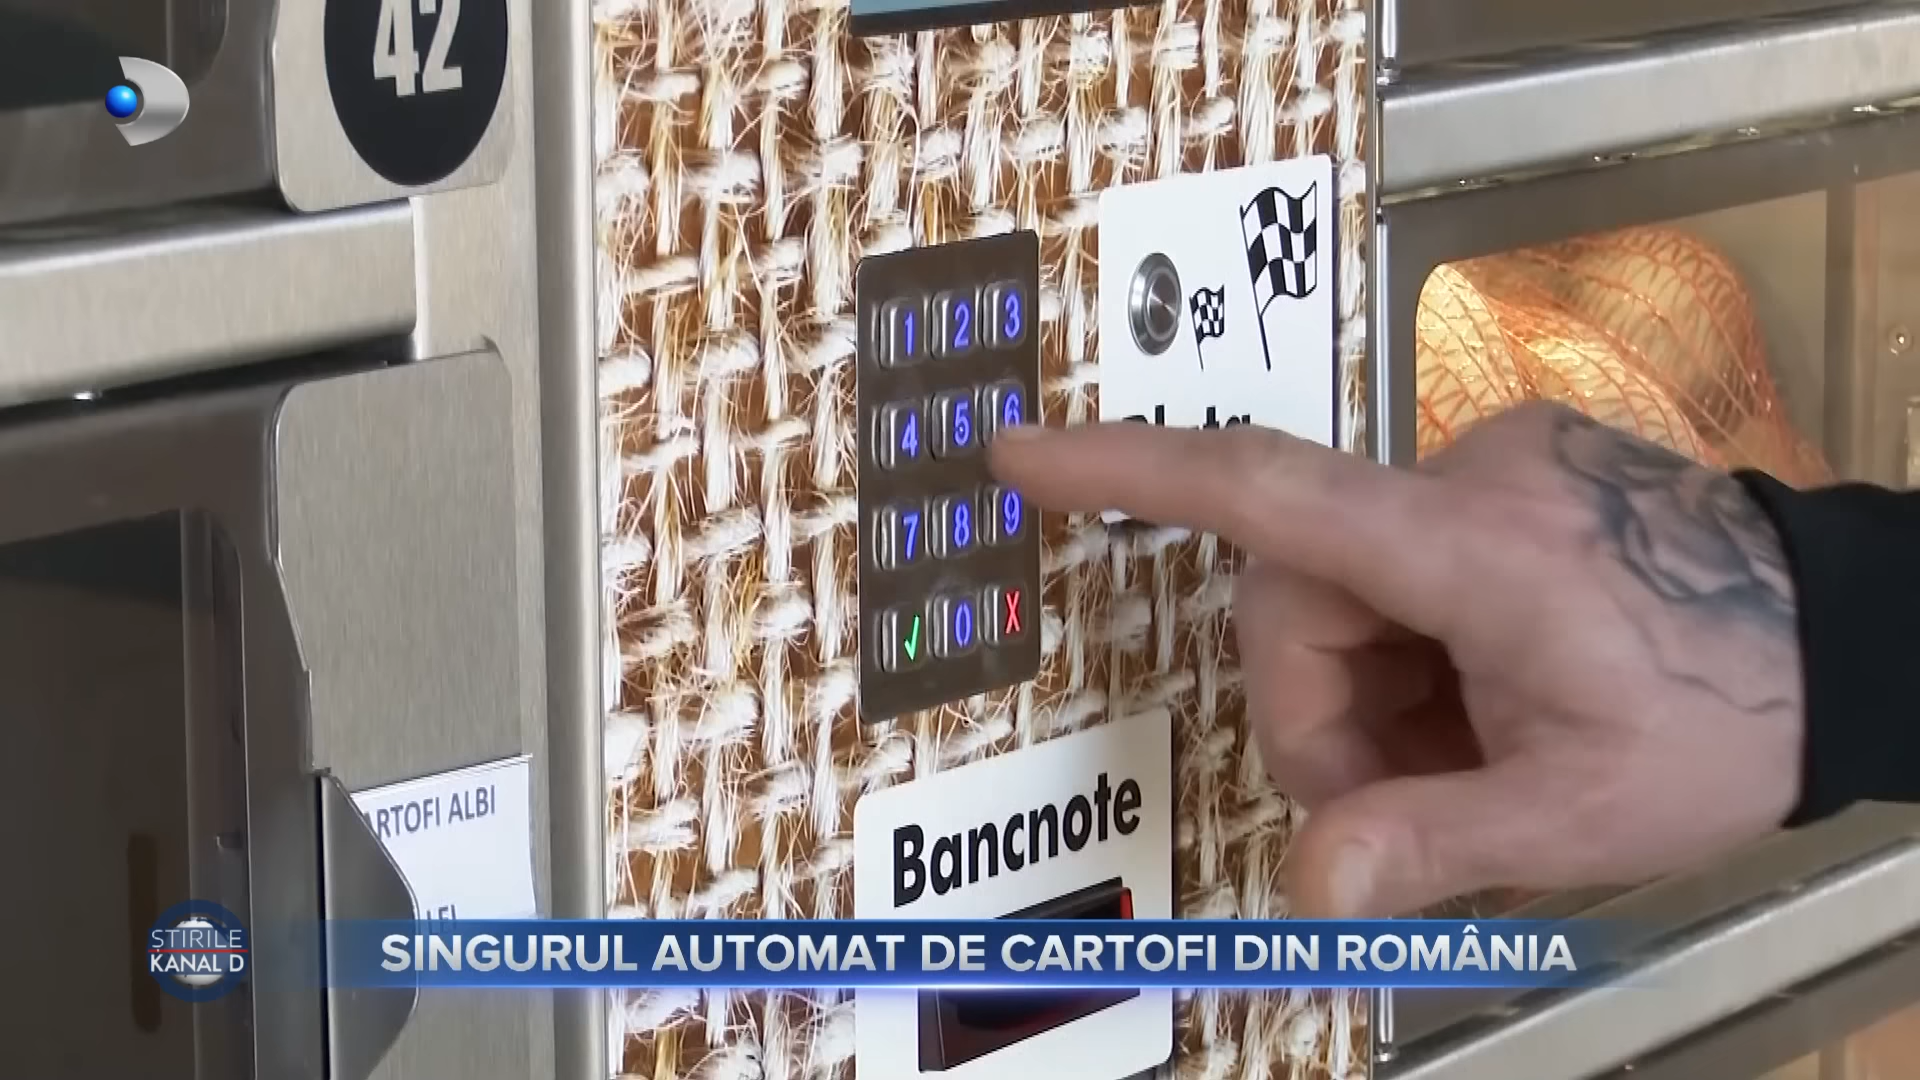 42
1 2 3
4 5 6
7 8 9
0 X
ARTOFI ALBI
LEI
Bancnote
STIRILE
KANAL D
SINGURUL AUTOMAT DE CARTOFI DIN ROMÂNIA